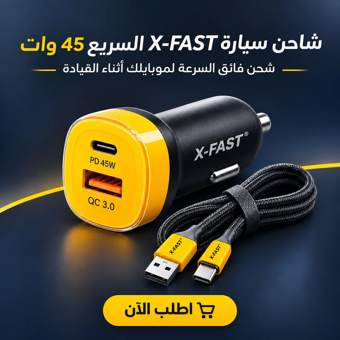 شاحن سيارة X-FAST السريع 45 وات
شحن فائق السرعة لموبايلك أثناء القيادة
X-FAST®
PD 45W
QC 3.0
X-FAST
X-FAST
اطلب الآن